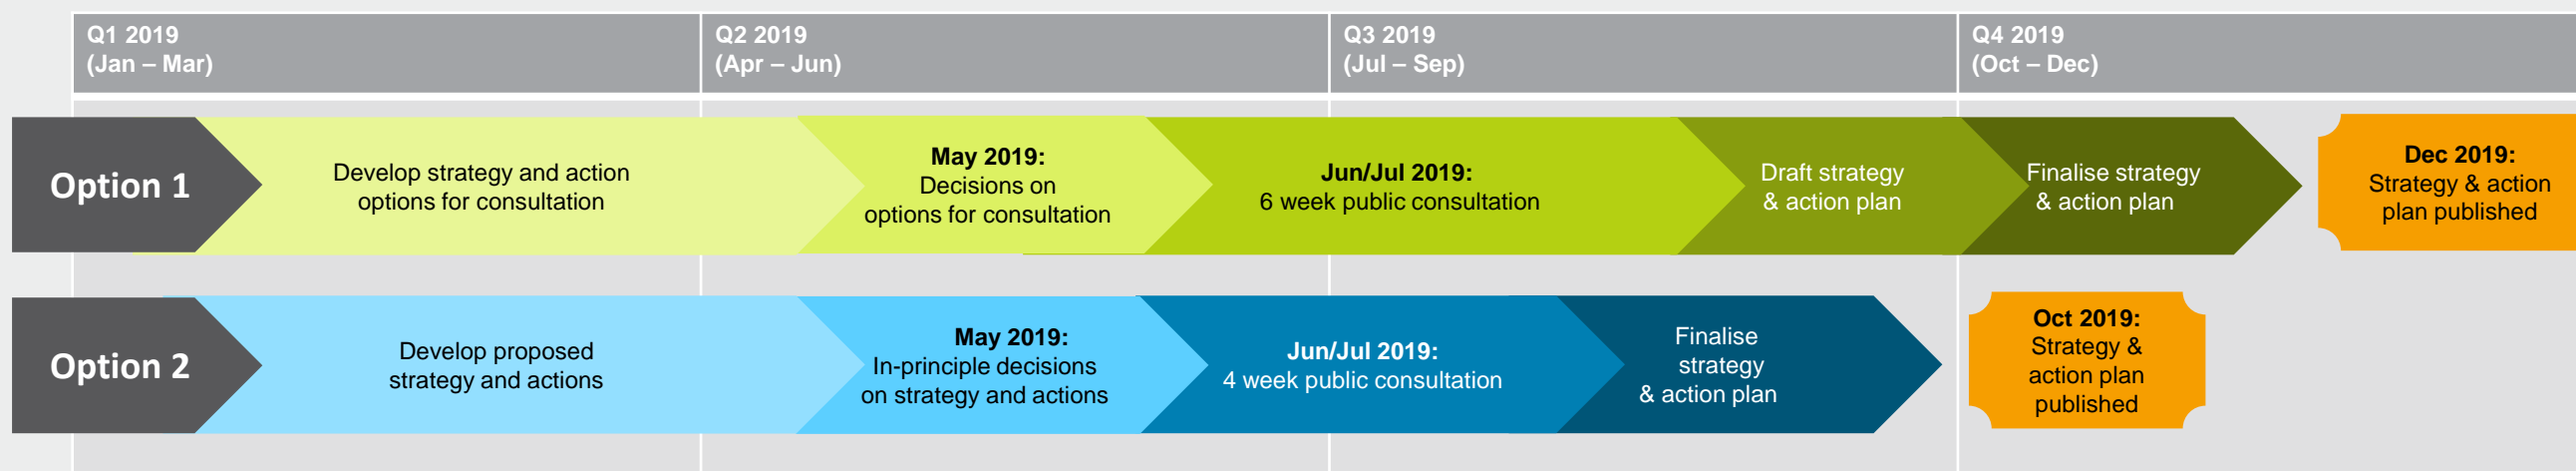 Q1 2019
(Jan – Mar)
Q2 2019
(Apr – Jun)
Q3 2019
(Jul – Sep)
Q4 2019
(Oct – Dec)
Option 1
Develop strategy and action
options for consultation
May 2019:
Decisions on
options for consultation
Jun/Jul 2019:
6 week public consultation
Draft strategy
& action plan
Finalise strategy
& action plan
Dec 2019:
Strategy & action
plan published
Option 2
Develop proposed
strategy and actions
May 2019:
In-principle decisions
on strategy and actions
Jun/Jul 2019:
4 week public consultation
Finalise
strategy
& action plan
Oct 2019:
Strategy &
action plan
published